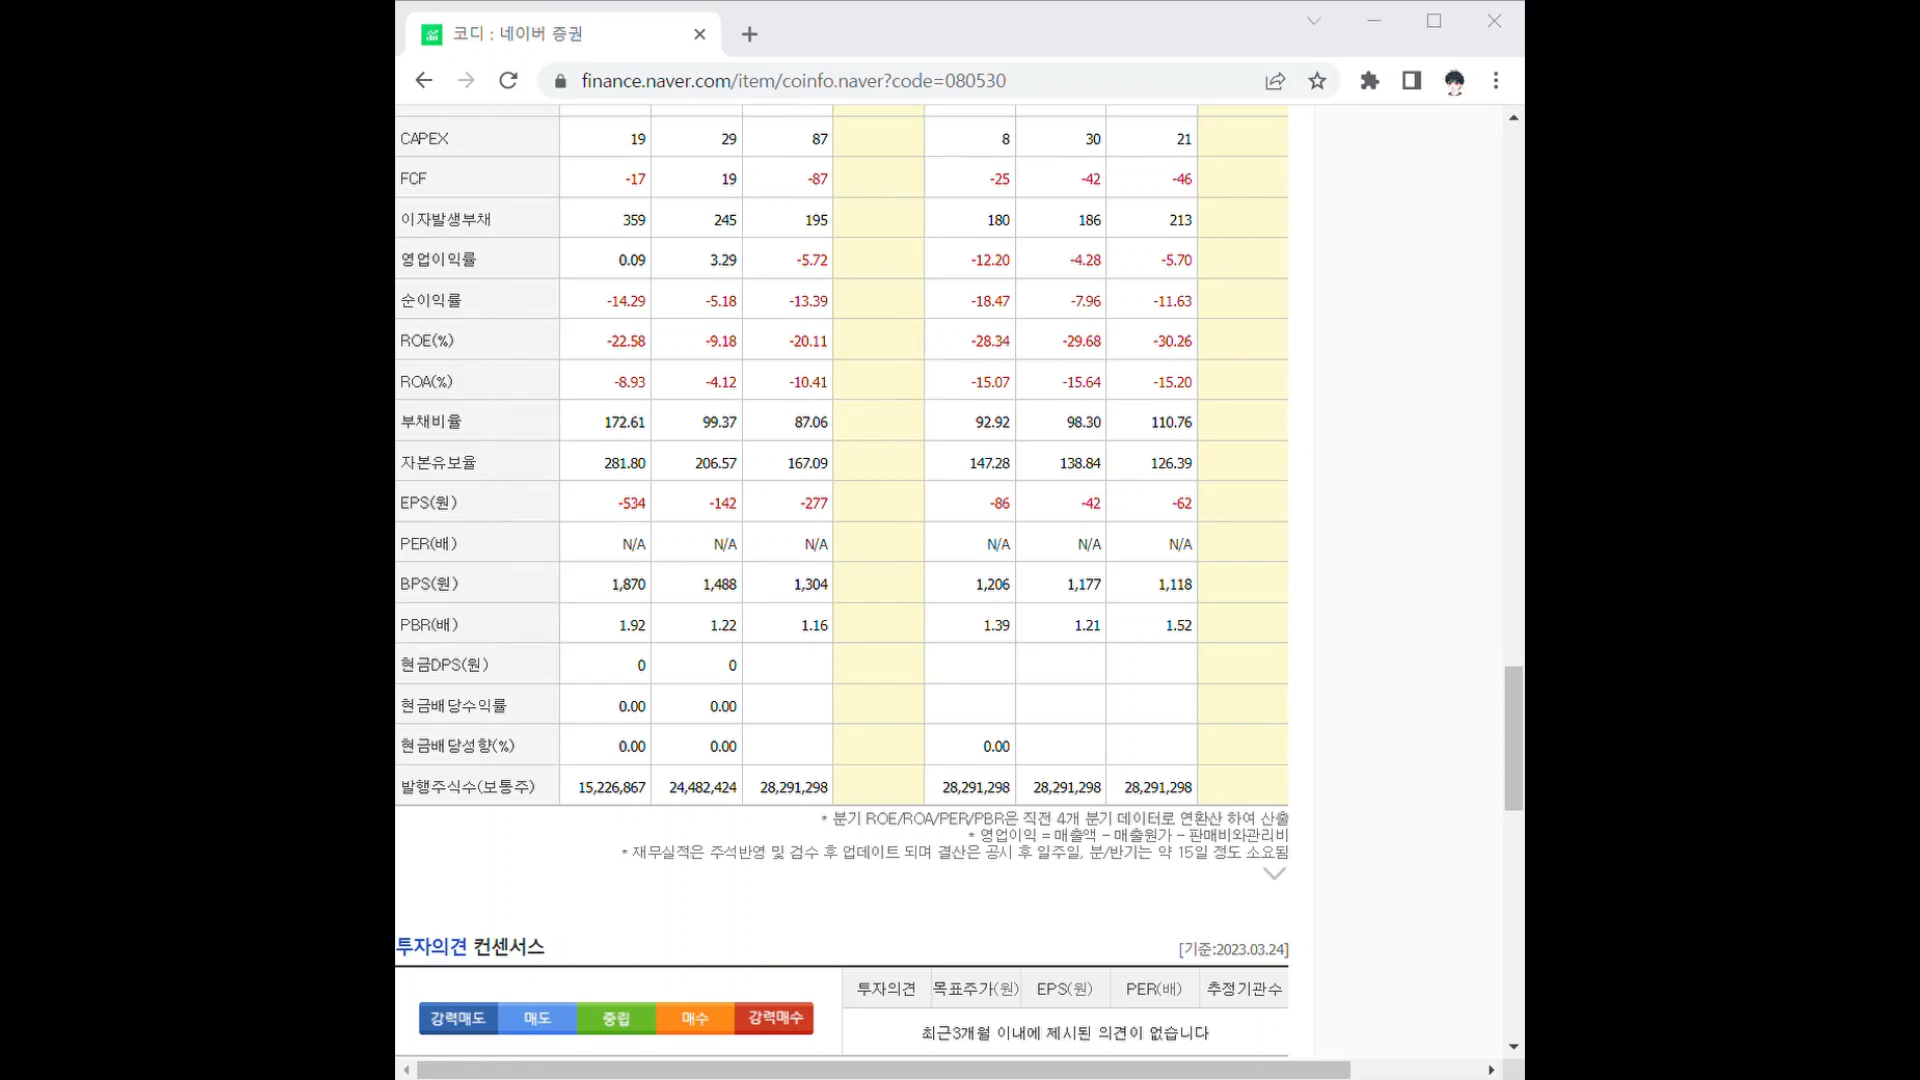 코디 : 네이버 증권
finance.naver.com/item/coinfo.naver?code=080530
CAPEX 19 29 87 8 30 21
FCF -17 19 -87 -25 -42 -46
이자발생부채 359 245 195 180 186 213
영업이익률 0.09 3.29 -5.72 -12.20 -4.28 -5.70
순이익률 -14.29 -5.18 -13.39 -18.47 -7.96 -11.63
ROE(%) -22.58 -9.18 -20.11 -28.34 -29.68 -30.26
ROA(%) -8.93 -4.12 -10.41 -15.07 -15.64 -15.20
부채비율 172.61 99.37 87.06 92.92 98.30 110.76
자본유보율 281.80 206.57 167.09 147.28 138.84 126.39
EPS(원) -534 -142 -277 -86 -42 -62
PER(배) N/A N/A N/A N/A N/A N/A
BPS(원) 1,870 1,488 1,304 1,206 1,177 1,118
PBR(배) 1.92 1.22 1.16 1.39 1.21 1.52
현금DPS(원) 0 0
현금배당수익률 0.00 0.00
현금배당성향(%) 0.00 0.00 0.00
발행주식수(보통주) 15,226,867 24,482,424 28,291,298 28,291,298 28,291,298 28,291,298
* 분기 ROE/ROA/PER/PBR은 직전 4개 분기 데이터로 연환산 하여 산출
* 영업이익 = 매출액 - 매출원가 - 판매비와관리비
* 재무실적은 주석반영 및 검수 후 업데이트 되며 결산은 공시 후 일주일, 분/반기는 약 15일 정도 소요됨
투자의견 컨센서스 [기준:2023.03.24]
투자의견 목표주가(원) EPS(원) PER(배) 추정기관수
강력매도 매도 중립 매수 강력매수
최근3개월 이내에 제시된 의견이 없습니다